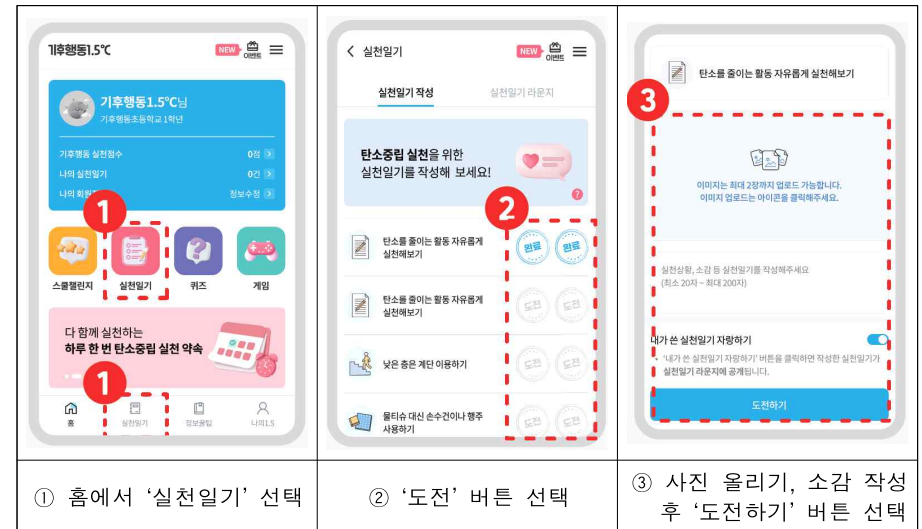 기후행동1.5℃
NEW 이벤트
기후행동1.5℃님
기후행동초등학교 1학년
기후행동 실천점수 0점
나의 실천일기 0건
나의 회원 정보수정
1
스쿨챌린지 실천일기 퀴즈 게임
다 함께 실천하는
하루 한 번 탄소중립 실천 약속
1
홈 실천일기 정보꿀팁 나의1.5
① 홈에서 ‘실천일기’ 선택
실천일기 NEW 이벤트
실천일기 작성 실천일기 라운지
탄소중립 실천을 위한
실천일기를 작성해 보세요!
?
2
탄소를 줄이는 활동 자유롭게
실천해보기
완료 완료
탄소를 줄이는 활동 자유롭게
실천해보기
도전 도전
낮은 층은 계단 이용하기
도전 도전
물티슈 대신 손수건이나 행주
사용하기
도전 도전
② ‘도전’ 버튼 선택
탄소를 줄이는 활동 자유롭게 실천해보기
3
이미지는 최대 2장까지 업로드 가능합니다.
이미지 업로드는 아이콘을 클릭해주세요.
실천상황, 소감 등 실천일기를 작성해주세요
(최소 20자 ~ 최대 200자)
내가 쓴 실천일기 자랑하기
• ‘내가 쓴 실천일기 자랑하기’ 버튼을 클릭하면 작성한 실천일기가
실천일기 라운지에 공개됩니다.
도전하기
③ 사진 올리기, 소감 작성
후 ‘도전하기’ 버튼 선택